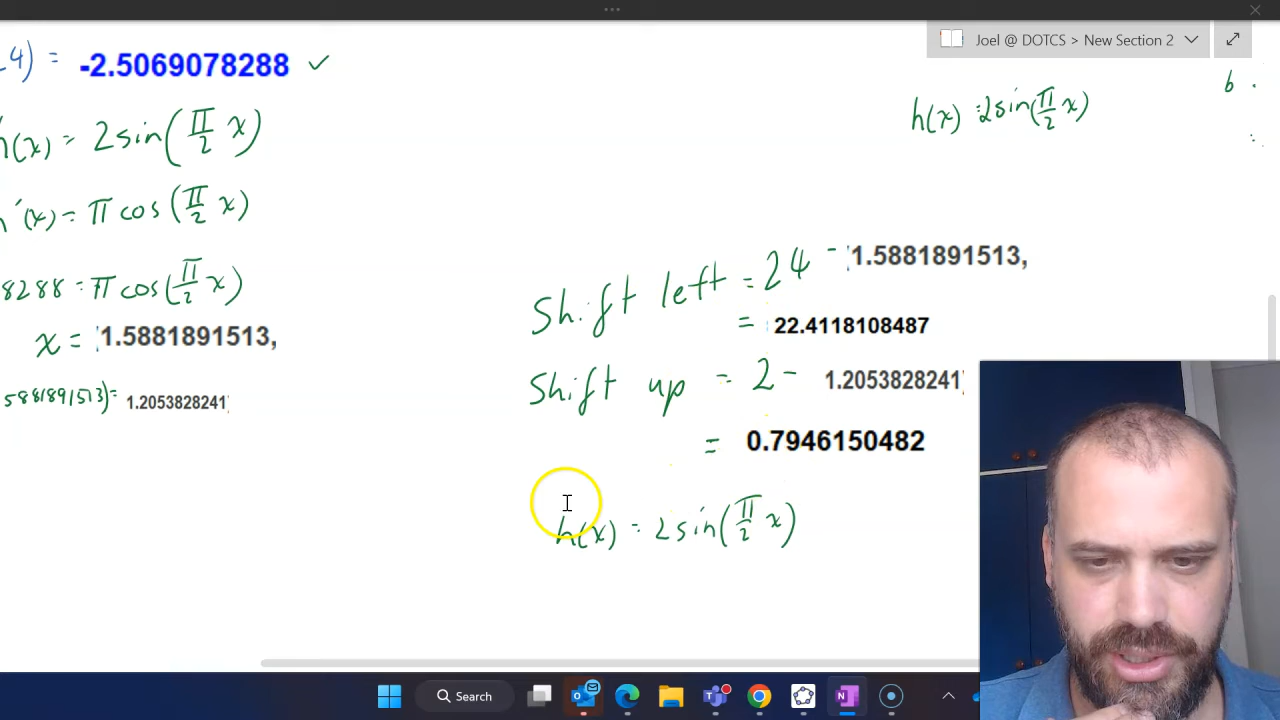 Joel @ DOTCS > New Section 2
4) = -2.5069078288 ✓
h(x) = 2sin(π/2 x)
b.
h(x) = 2sin(π/2 x)
h'(x) = π cos(π/2 x)
8288 = π cos(π/2 x)
x = 1.5881891513,
5881891513) = 1.2053828241)
Shift left = 24 - 1.5881891513,
= 22.4118108487
Shift up = 2 - 1.2053828241)
= 0.7946150482
h(x) = 2sin(π/2 x)
Search